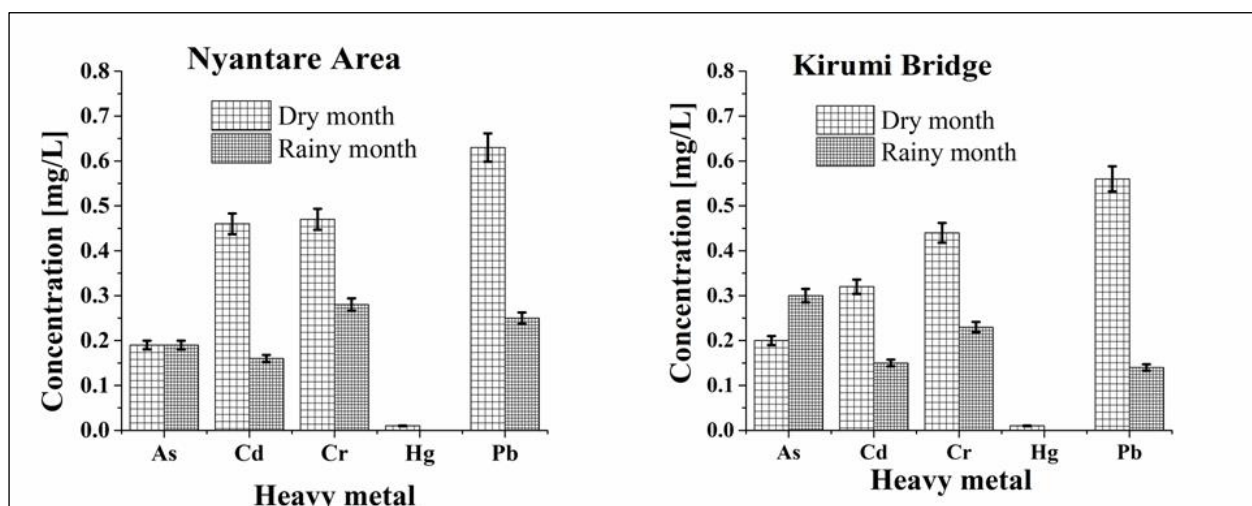 Nyantare Area
Dry month
Rainy month
0.8
0.7
0.6
0.5
0.4
0.3
0.2
0.1
0.0
Concentration [mg/L]
As Cd Cr Hg Pb
Heavy metal
Kirumi Bridge
Dry month
Rainy month
0.8
0.7
0.6
0.5
0.4
0.3
0.2
0.1
0.0
Concentration [mg/L]
As Cd Cr Hg Pb
Heavy metal